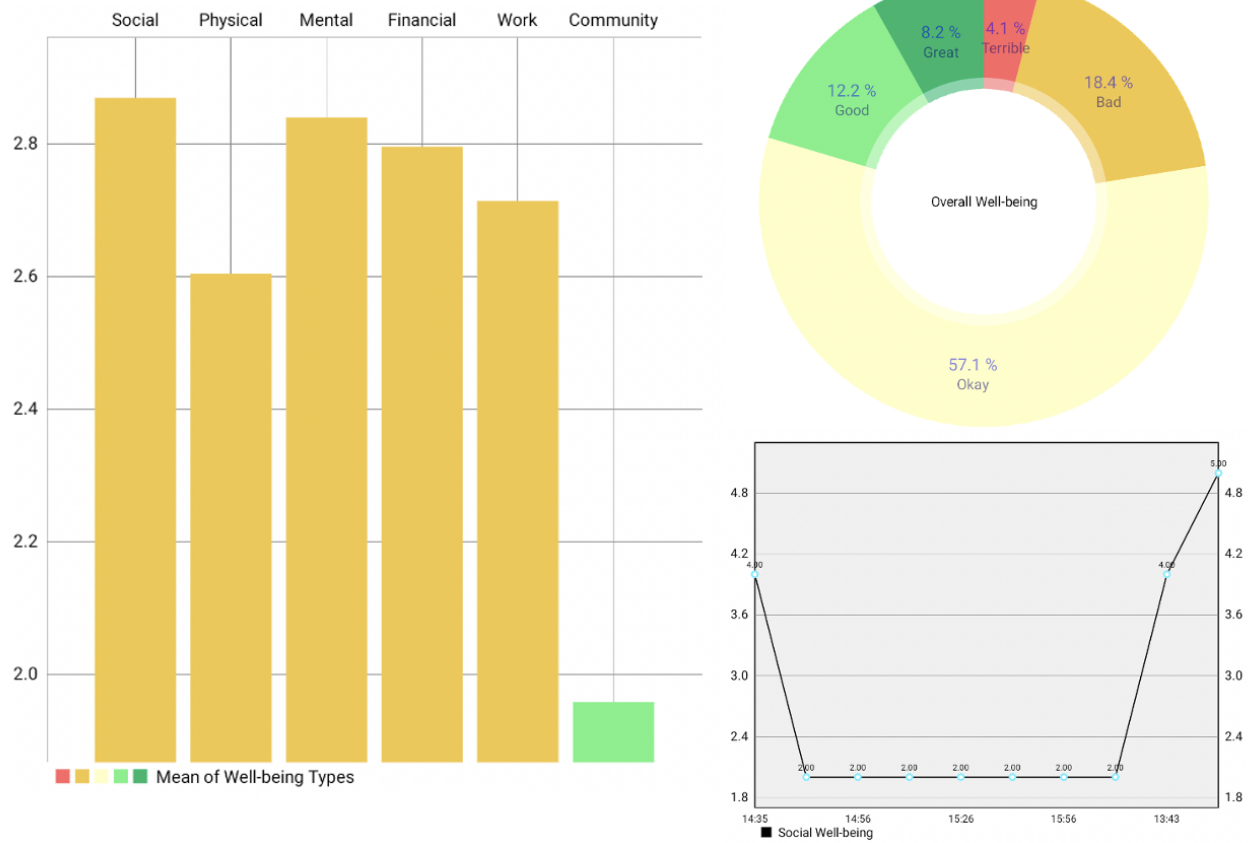 Social Physical Mental Financial Work Community
2.8
2.6
2.4
2.2
2.0
Mean of Well-being Types
8.2 %
Great
4.1 %
Terrible
18.4 %
Bad
12.2 %
Good
Overall Well-being
57.1 %
Okay
5.00
4.8 4.8
4.2 4.2
4.00 4.00
3.6 3.6
3.0 3.0
2.4 2.4
2.00 2.00 2.00 2.00 2.00 2.00 2.00
1.8 1.8
14:35 14:56 15:26 15:56 13:43
Social Well-being